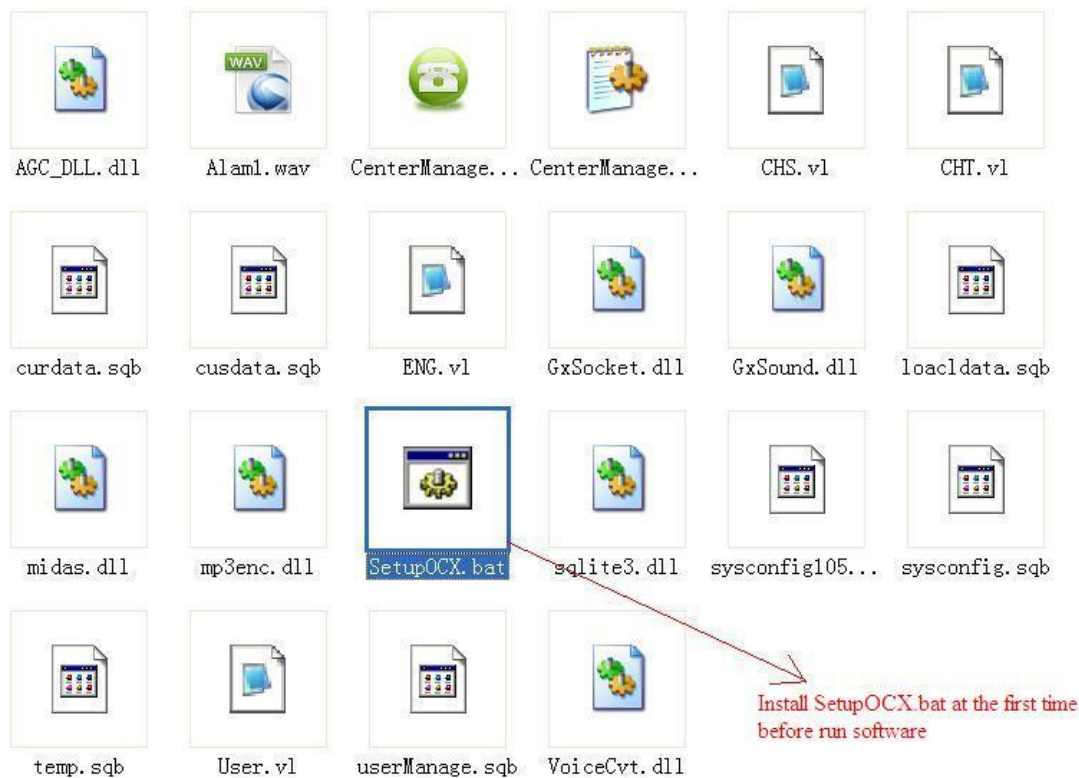 AGC_DLL.dll
Alam1.wav
CenterManage...
CenterManage...
CHS.vl
CHT.vl
curdata.sqb
cusdata.sqb
ENG.vl
GxSocket.dll
GxSound.dll
loacldata.sqb
midas.dll
mp3enc.dll
SetupOCX.bat
sqlite3.dll
sysconfig105...
sysconfig.sqb
Install SetupOCX.bat at the first time
before run software
temp.sqb
User.vl
userManage.sqb
VoiceCvt.dll
WAV